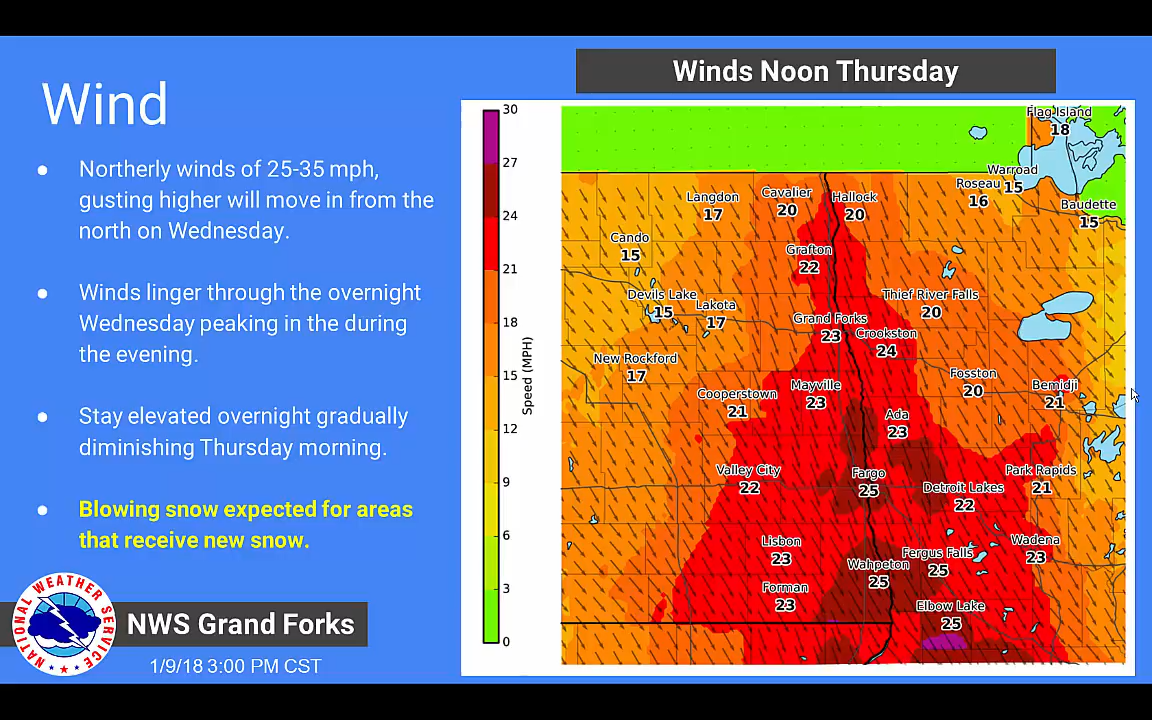 Winds Noon Thursday
Wind
● Northerly winds of 25-35 mph,
gusting higher will move in from the
north on Wednesday.
● Winds linger through the overnight
Wednesday peaking in the during
the evening.
● Stay elevated overnight gradually
diminishing Thursday morning.
● Blowing snow expected for areas
that receive new snow.
NATIONAL WEATHER SERVICE
NWS Grand Forks
1/9/18 3:00 PM CST
30
27
24
21
18
15
12
9
6
3
0
Speed (MPH)
Flag Island
18
Warroad
15
Roseau
16
Baudette
15
Langdon
17
Cavalier
20
Hallock
20
Cando
15
Grafton
22
Devils Lake
15
Lakota
17
Thief River Falls
20
Grand Forks
23
Crookston
24
New Rockford
17
Cooperstown
21
Mayville
23
Fosston
20
Bemidji
21
Ada
23
Valley City
22
Fargo
25
Detroit Lakes
22
Park Rapids
21
Lisbon
23
Wahpeton
25
Fergus Falls
25
Wadena
23
Forman
23
Elbow Lake
25